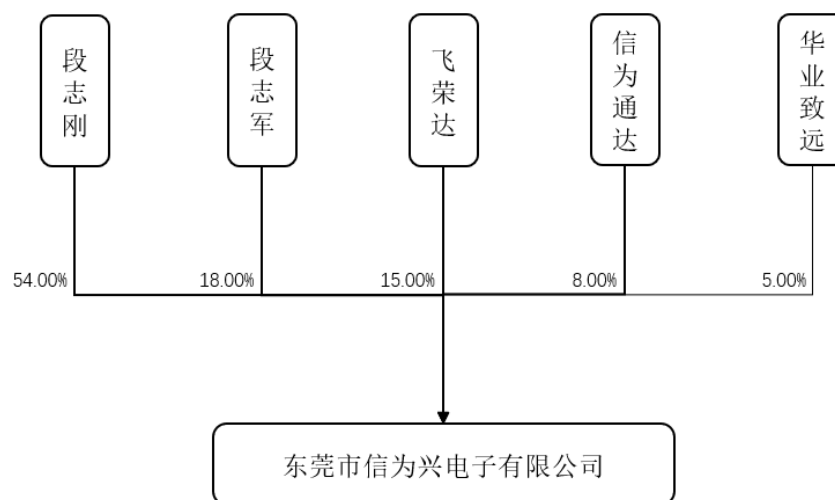 段志刚
段志军
飞荣达
信为通达
华业致远
54.00%
18.00%
15.00%
8.00%
5.00%
东莞市信为兴电子有限公司